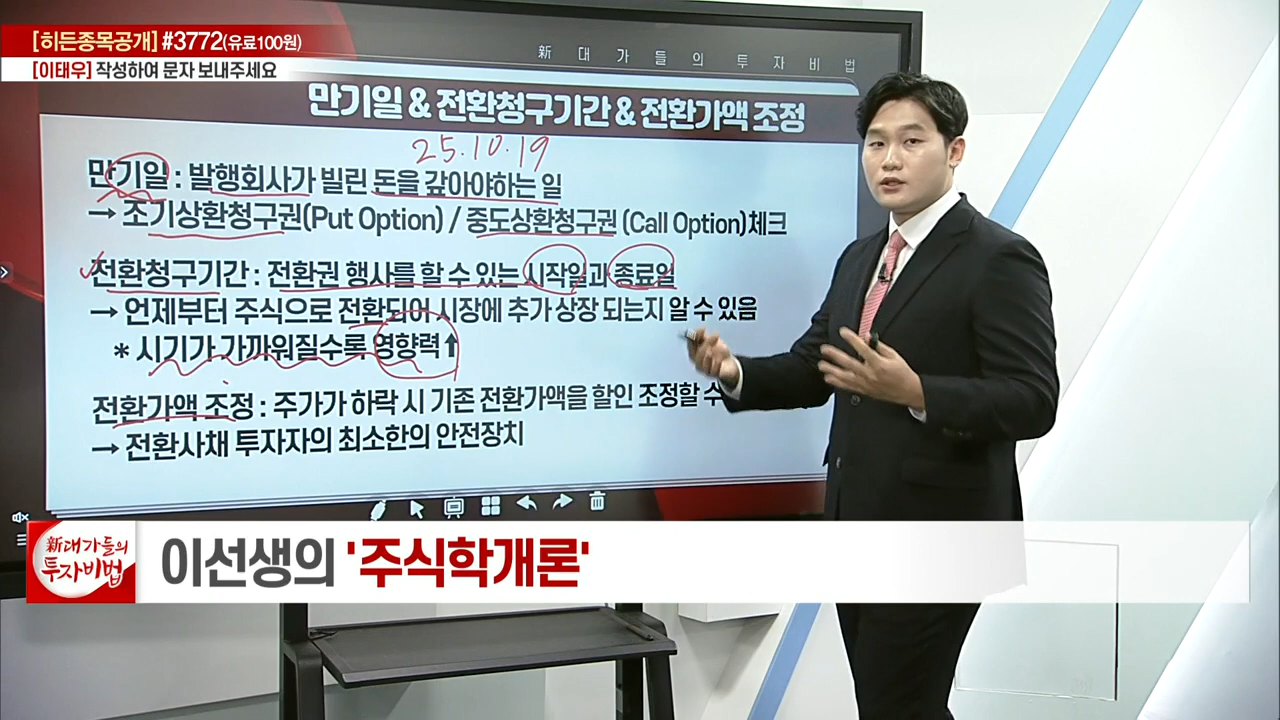 [히든종목공개] #3772(유료100원)
[이태우] 작성하여 문자 보내주세요
新 대 가 들 의 투 자 비 법
만기일 & 전환청구기간 & 전환가액 조정
25.10.19
만기일 : 발행회사가 빌린 돈을 갚아야하는 일
→ 조기상환청구권(Put Option) / 중도상환청구권 (Call Option)체크
전환청구기간 : 전환권 행사를 할 수 있는 시작일과 종료일
→ 언제부터 주식으로 전환되어 시장에 추가 상장 되는지 알 수 있음
* 시기가 가까워질수록 영향력↑
전환가액 조정 : 주가가 하락 시 기존 전환가액을 할인 조정할 수
→ 전환사채 투자자의 최소한의 안전장치
新대가들의
투자비법
이선생의 '주식학개론'